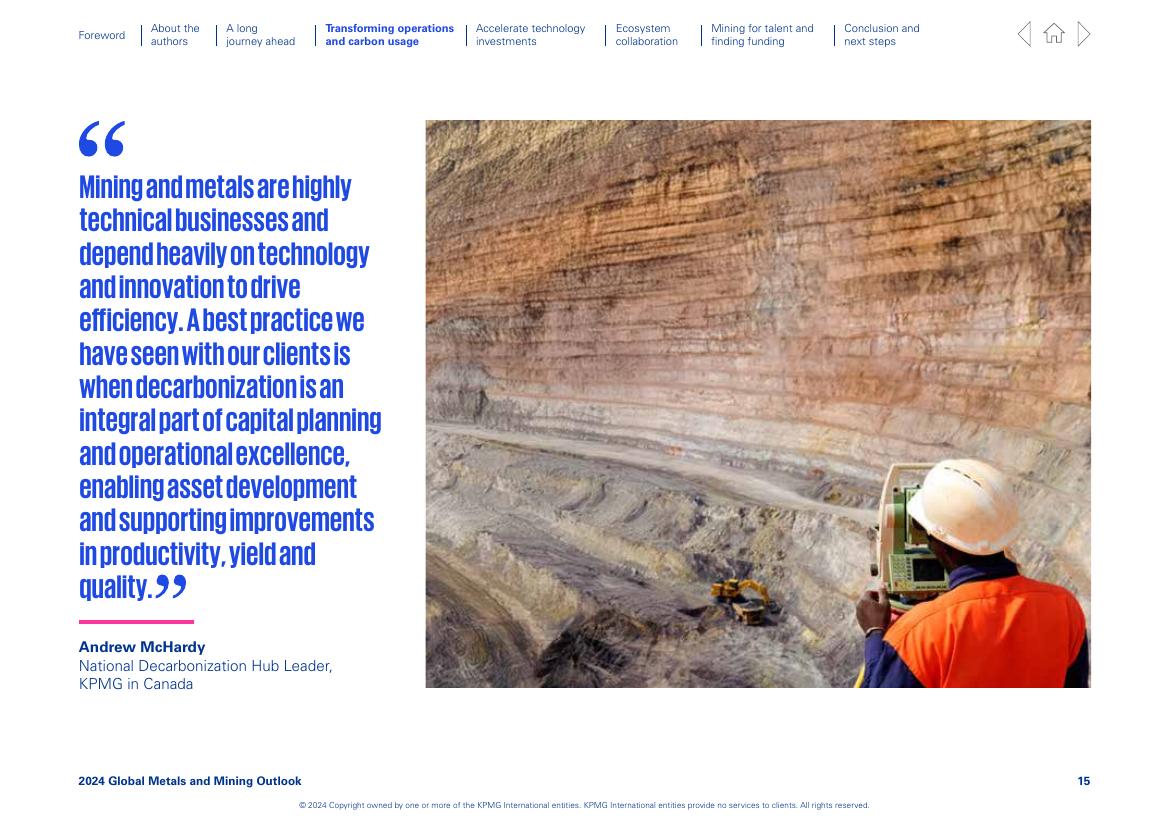 Foreword
About the
authors
A long
journey ahead
Transforming operations
and carbon usage
Accelerate technology
investments
Ecosystem
collaboration
Mining for talent and
finding funding
Conclusion and
next steps
“
Mining and metals are highly
technical businesses and
depend heavily on technology
and innovation to drive
efficiency. A best practice we
have seen with our clients is
when decarbonization is an
integral part of capital planning
and operational excellence,
enabling asset development
and supporting improvements
in productivity, yield and
quality.”
Andrew McHardy
National Decarbonization Hub Leader,
KPMG in Canada
2024 Global Metals and Mining Outlook
15
© 2024 Copyright owned by one or more of the KPMG International entities. KPMG International entities provide no services to clients. All rights reserved.